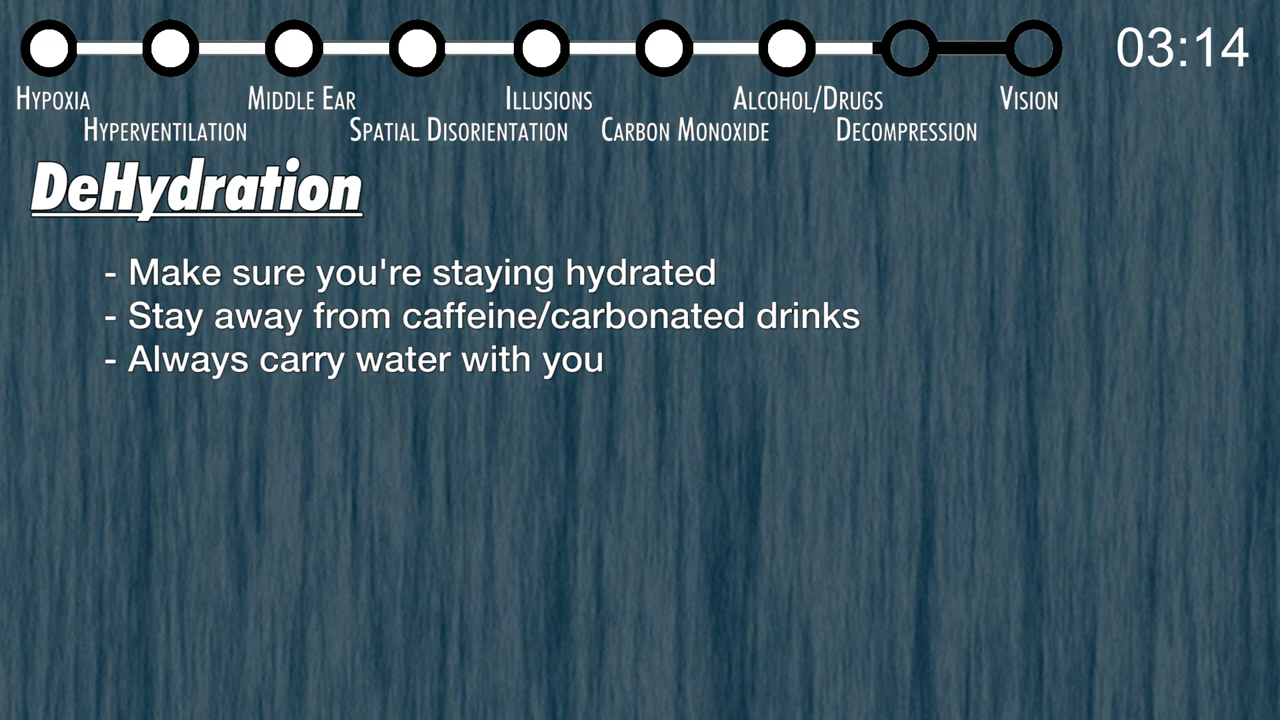 03:14
Hypoxia Middle Ear Illusions Alcohol/Drugs Vision
Hyperventilation Spatial Disorientation Carbon Monoxide Decompression
DeHydration
- Make sure you're staying hydrated
- Stay away from caffeine/carbonated drinks
- Always carry water with you